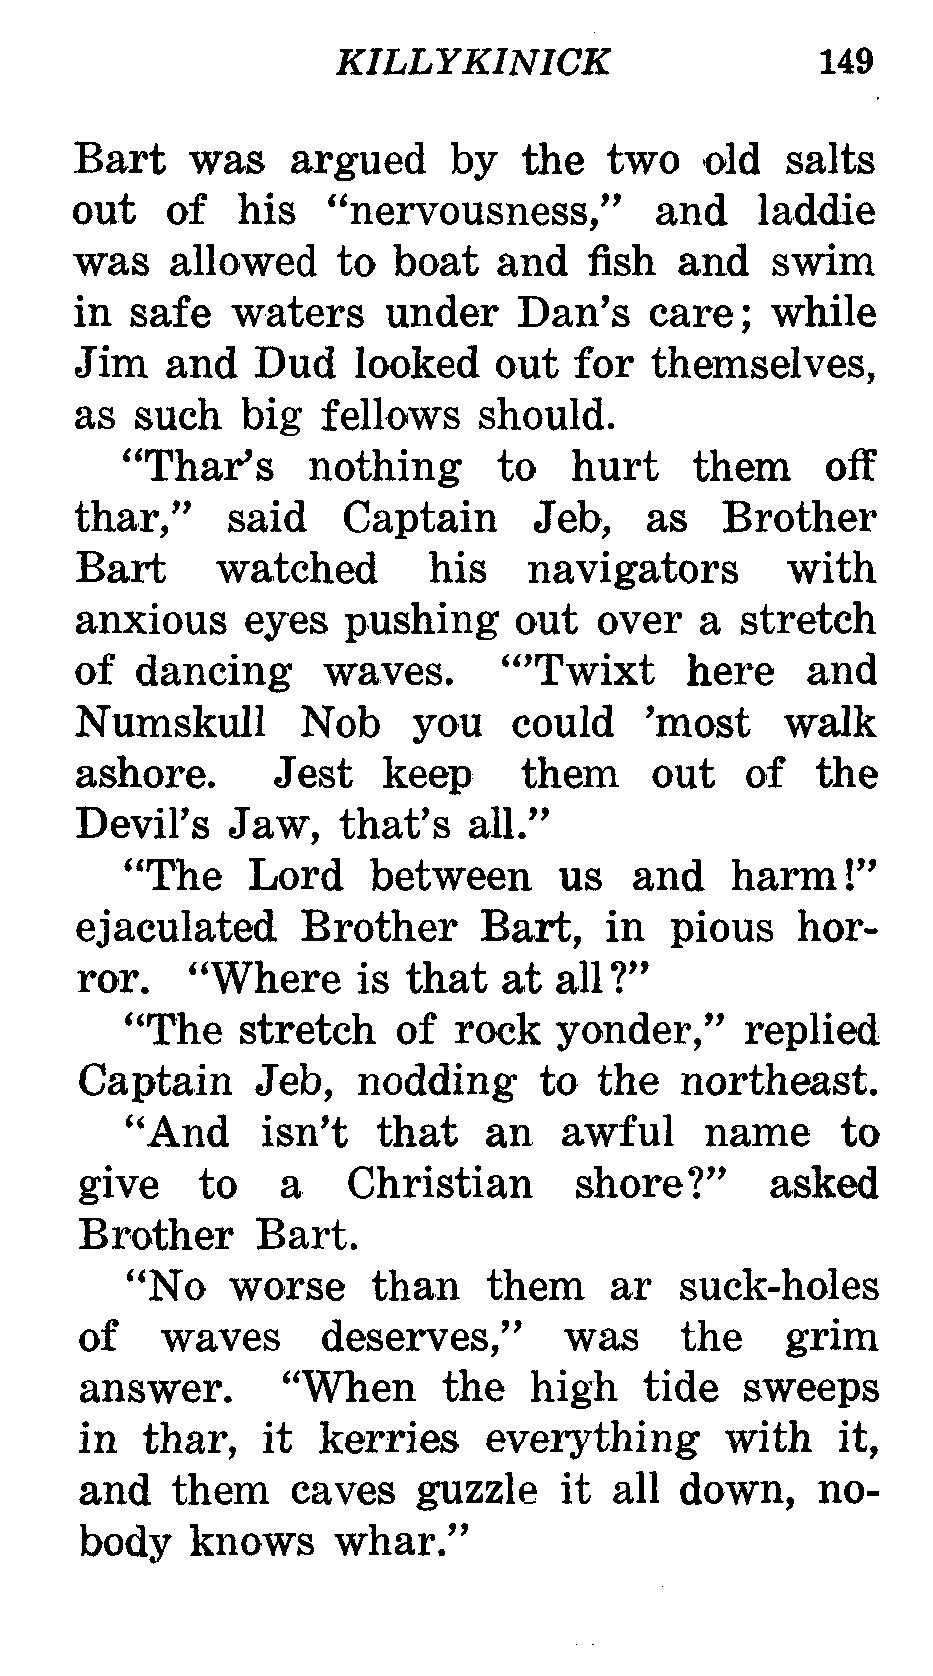 KILLYKINICK 149
Bart was argued by the two old salts
out of his “nervousness,” and laddie
was allowed to boat and fish and swim
in safe waters under Dan’s care; while
Jim and Dud looked out for themselves,
as such big fellows should.
“Thar’s nothing to hurt them off
thar,” said Captain Jeb, as Brother
Bart watched his navigators with
anxious eyes pushing out over a stretch
of dancing waves. “’Twixt here and
Numskull Nob you could ’most walk
ashore. Jest keep them out of the
Devil’s Jaw, that’s all.”
“The Lord between us and harm!”
ejaculated Brother Bart, in pious hor-
ror. “Where is that at all?”
“The stretch of rock yonder,” replied
Captain Jeb, nodding to the northeast.
“And isn’t that an awful name to
give to a Christian shore?” asked
Brother Bart.
“No worse than them ar suck-holes
of waves deserves,” was the grim
answer. “When the high tide sweeps
in thar, it kerries everything with it,
and them caves guzzle it all down, no-
body knows whar.”